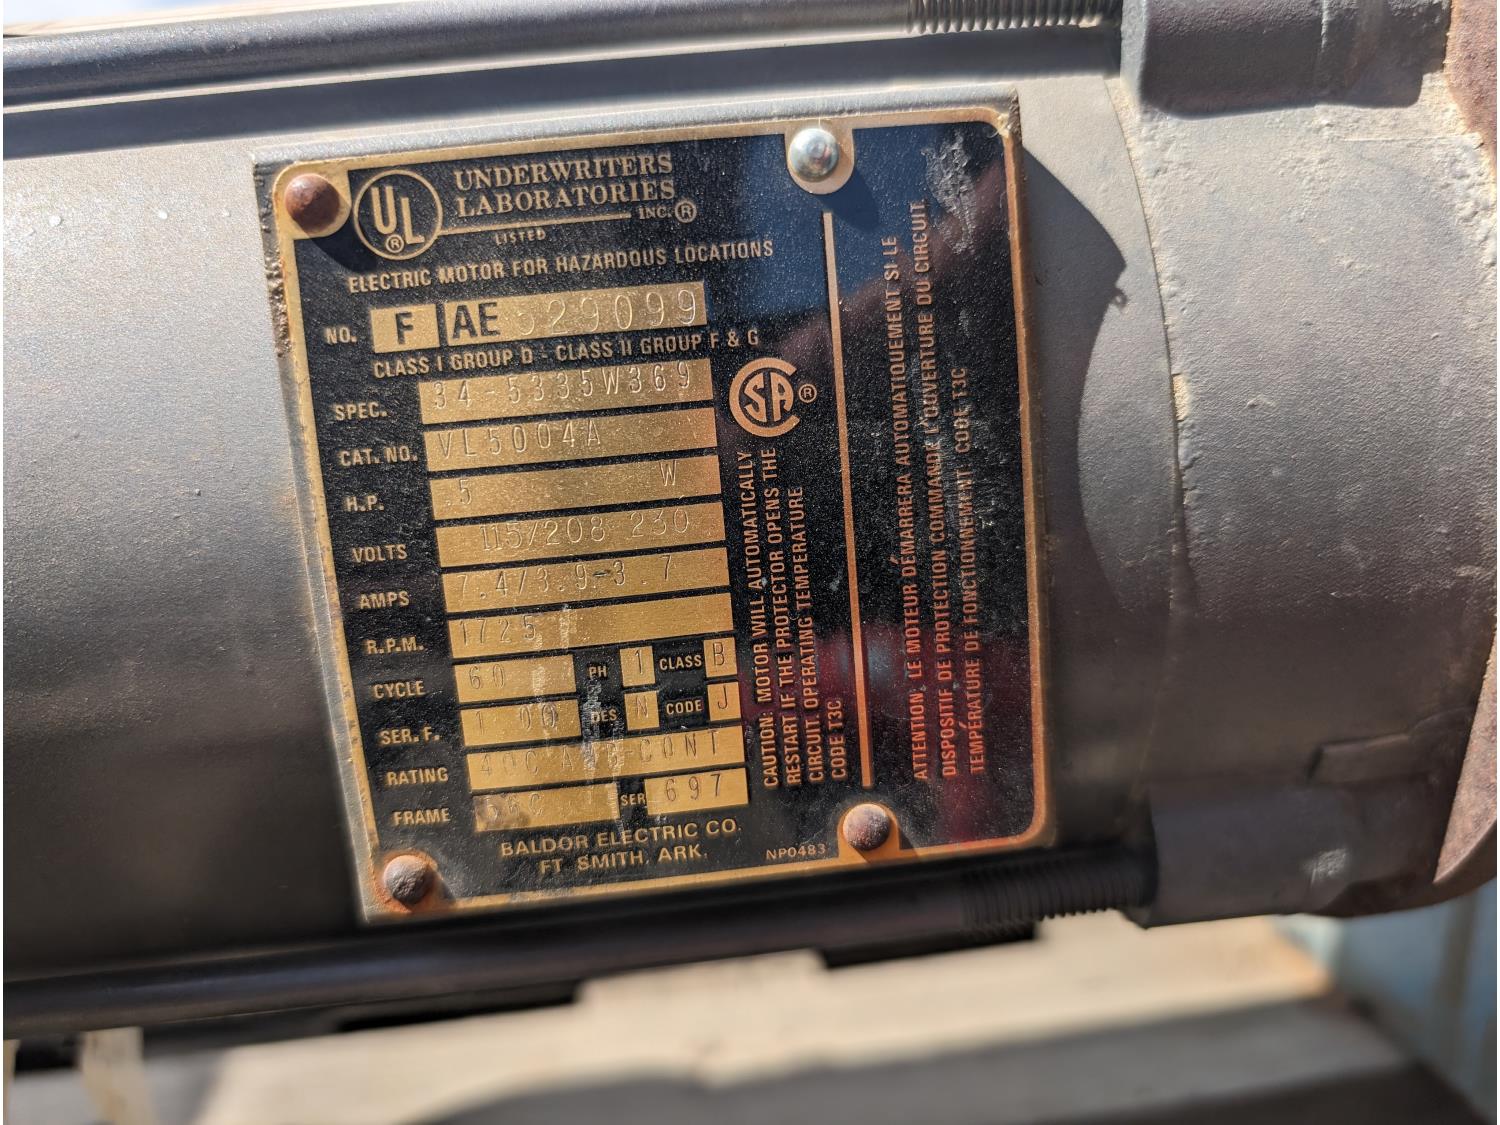 UL®
UNDERWRITERS
LABORATORIES
INC.®
LISTED
ELECTRIC MOTOR FOR HAZARDOUS LOCATIONS
NO. F AE 529099
CLASS I GROUP D - CLASS II GROUP F & G
SPEC. 34-5335W369
CAT. NO. VL5004A
H.P. .5 W
VOLTS 115/208-230
AMPS 7.4/3.9-3.7
R.P.M. 1725
CYCLE 60 PH 1 CLASS B
SER. F. 1.00 DES N CODE J
RATING 40C AMB-CONT
FRAME 56C SER 697
BALDOR ELECTRIC CO.
FT. SMITH, ARK.
NP0483
SA®
CAUTION: MOTOR WILL AUTOMATICALLY
RESTART IF THE PROTECTOR OPENS THE
CIRCUIT. OPERATING TEMPERATURE
CODE T3C
ATTENTION. LE MOTEUR DÉMARRERA AUTOMATIQUEMENT SI LE
DISPOSITIF DE PROTECTION COMMANDE L'OUVERTURE DU CIRCUIT.
TEMPÉRATURE DE FONCTIONNEMENT: CODE T3C